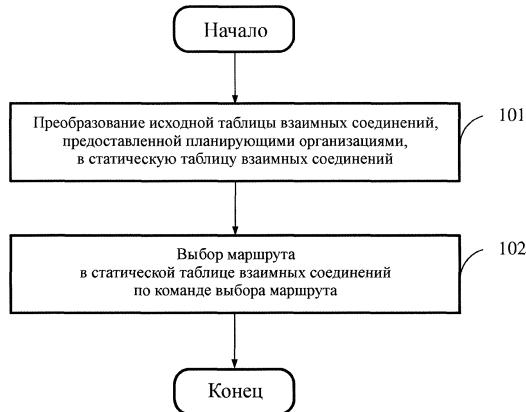 Начало
Преобразование исходной таблицы взаимных соединений,
предоставленной планирующими организациями,
в статическую таблицу взаимных соединений
101
Выбор маршрута
в статической таблице взаимных соединений
по команде выбора маршрута
102
Конец